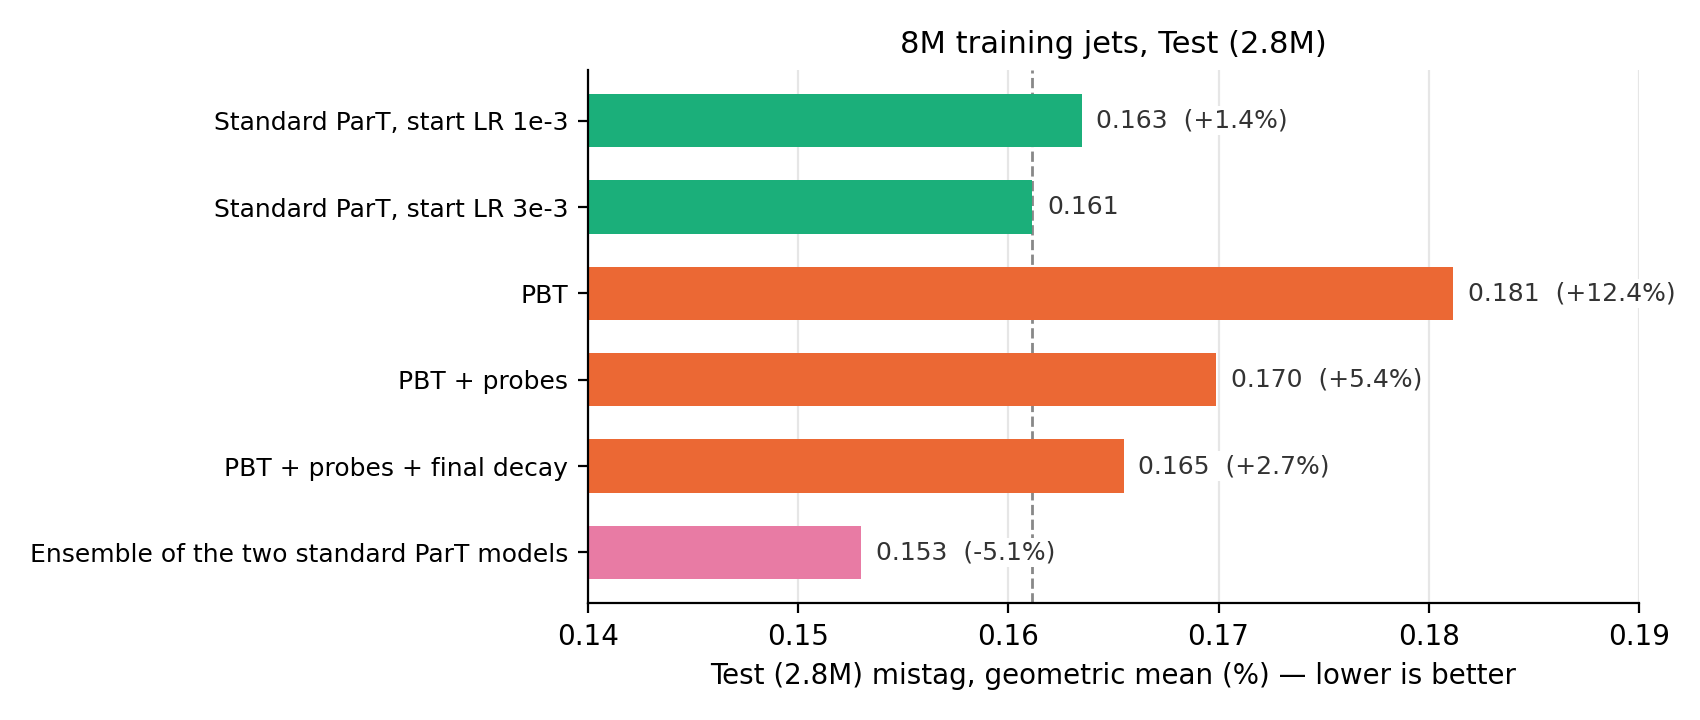 8M training jets, Test (2.8M)
Standard ParT, start LR 1e-3
0.163 (+1.4%)
Standard ParT, start LR 3e-3
0.161
PBT
0.181 (+12.4%)
PBT + probes
0.170 (+5.4%)
PBT + probes + final decay
0.165 (+2.7%)
Ensemble of the two standard ParT models
0.153 (-5.1%)
0.14 0.15 0.16 0.17 0.18 0.19
Test (2.8M) mistag, geometric mean (%) — lower is better